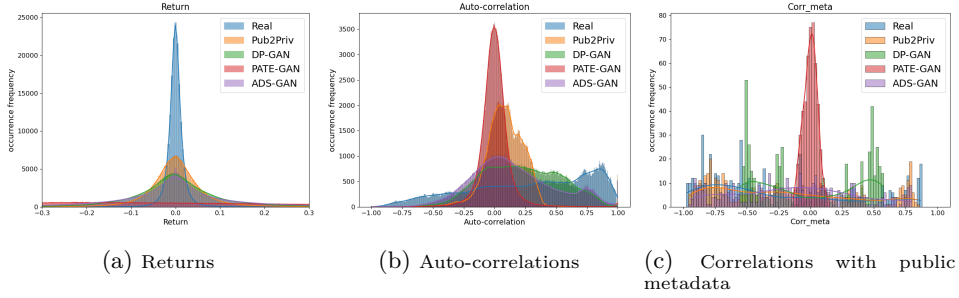 Return
Real
Pub2Priv
DP-GAN
PATE-GAN
ADS-GAN
occurrence frequency
25000
20000
15000
10000
5000
0
−0.3 −0.2 −0.1 0.0 0.1 0.2 0.3
Return
(a) Returns
Auto-correlation
Real
Pub2Priv
DP-GAN
PATE-GAN
ADS-GAN
occurrence frequency
3500
3000
2500
2000
1500
1000
500
0
−1.00 −0.75 −0.50 −0.25 0.00 0.25 0.50 0.75 1.00
Auto-correlation
(b) Auto-correlations
Corr_meta
Real
Pub2Priv
DP-GAN
PATE-GAN
ADS-GAN
occurrence frequency
80
70
60
50
40
30
20
10
0
−1.00 −0.75 −0.50 −0.25 0.00 0.25 0.50 0.75 1.00
Corr_meta
(c) Correlations with public
metadata